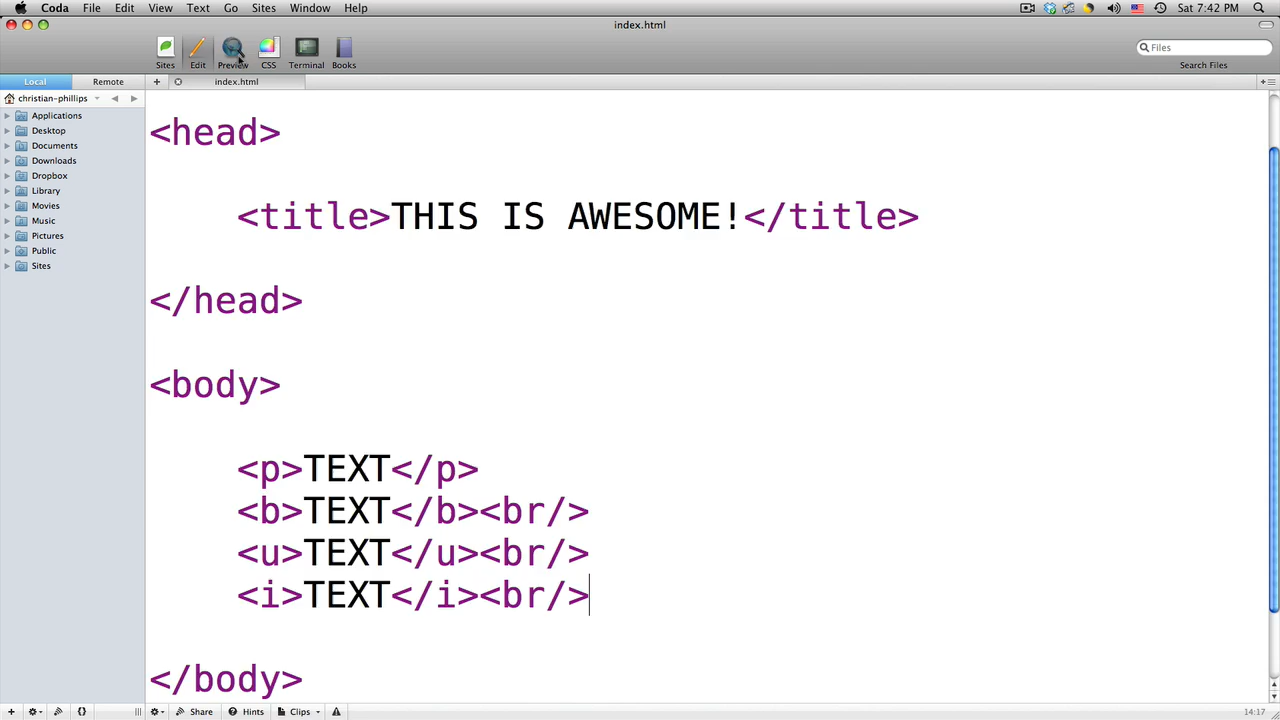 Coda File Edit View Text Go Sites Window Help Sat 7:42 PM
index.html
Files
Sites Edit Preview CSS Terminal Books Search Files
Local Remote index.html
christian-phillips
Applications
Desktop
Documents
Downloads
Dropbox
Library
Movies
Music
Pictures
Public
Sites
<head>
<title>THIS IS AWESOME!</title>
</head>
<body>
<p>TEXT</p>
<b>TEXT</b><br/>
<u>TEXT</u><br/>
<i>TEXT</i><br/>
</body>
Share Hints Clips 14:17